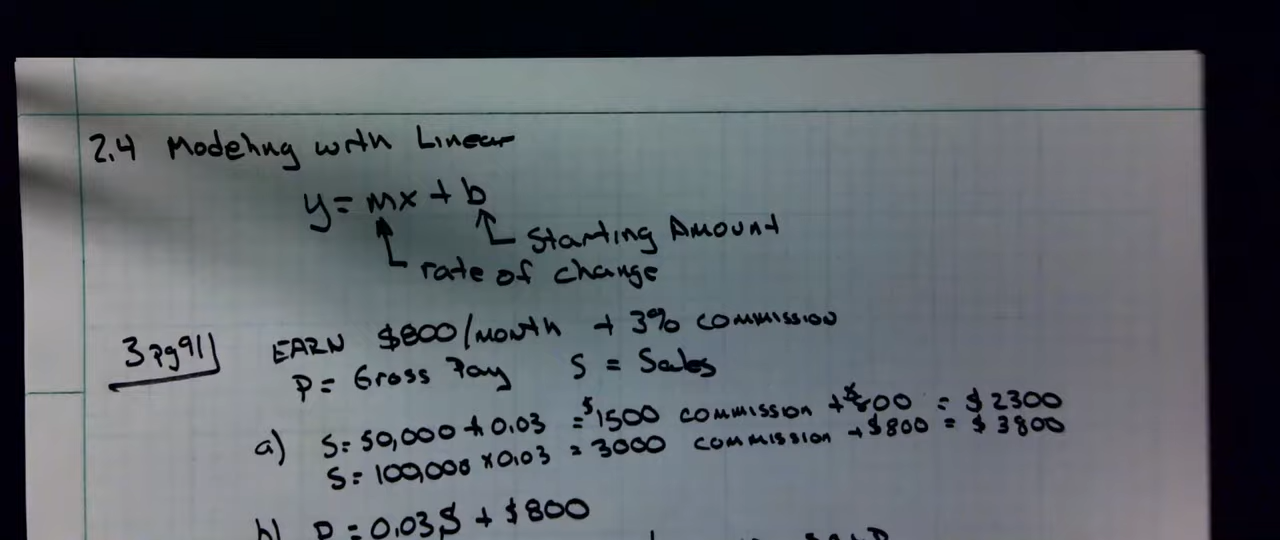 2.4 Modeling with Linear
y = mx + b
Starting Amount
rate of change
3 pg 91) EARN $800/month + 3% commission
P = Gross Pay S = Sales
a) S = 50,000 + 0.03 = $1500 commission + $800 = $2300
S = 100,000 x 0.03 = 3000 commission + $800 = $3800
b) P = 0.03S + $800